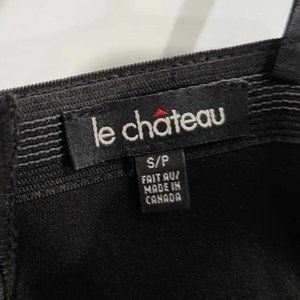 le château
S/P
FAIT AU/
MADE IN
CANADA